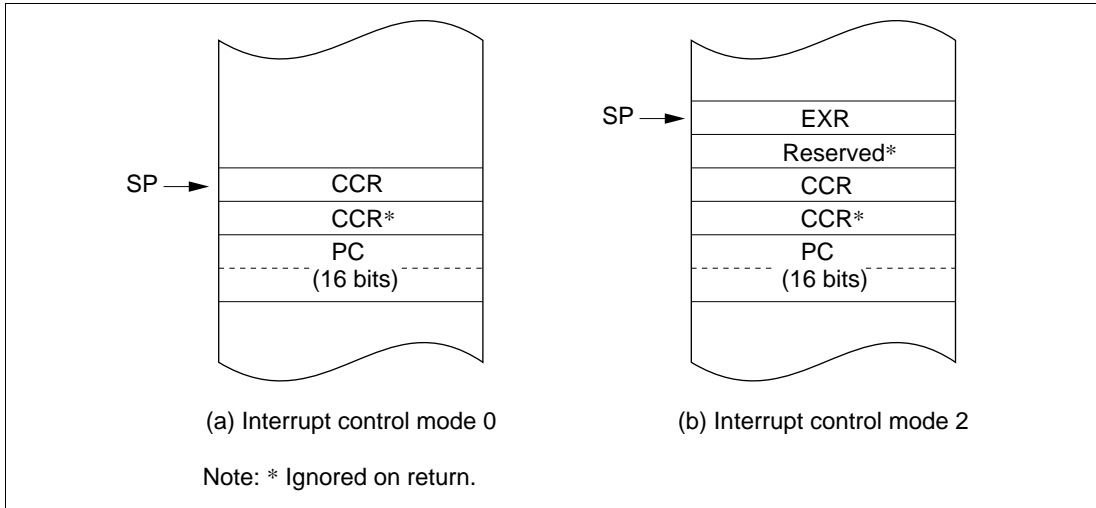 SP
CCR
CCR*
PC
(16 bits)
(a) Interrupt control mode 0
SP
EXR
Reserved*
CCR
CCR*
PC
(16 bits)
(b) Interrupt control mode 2
Note: * Ignored on return.